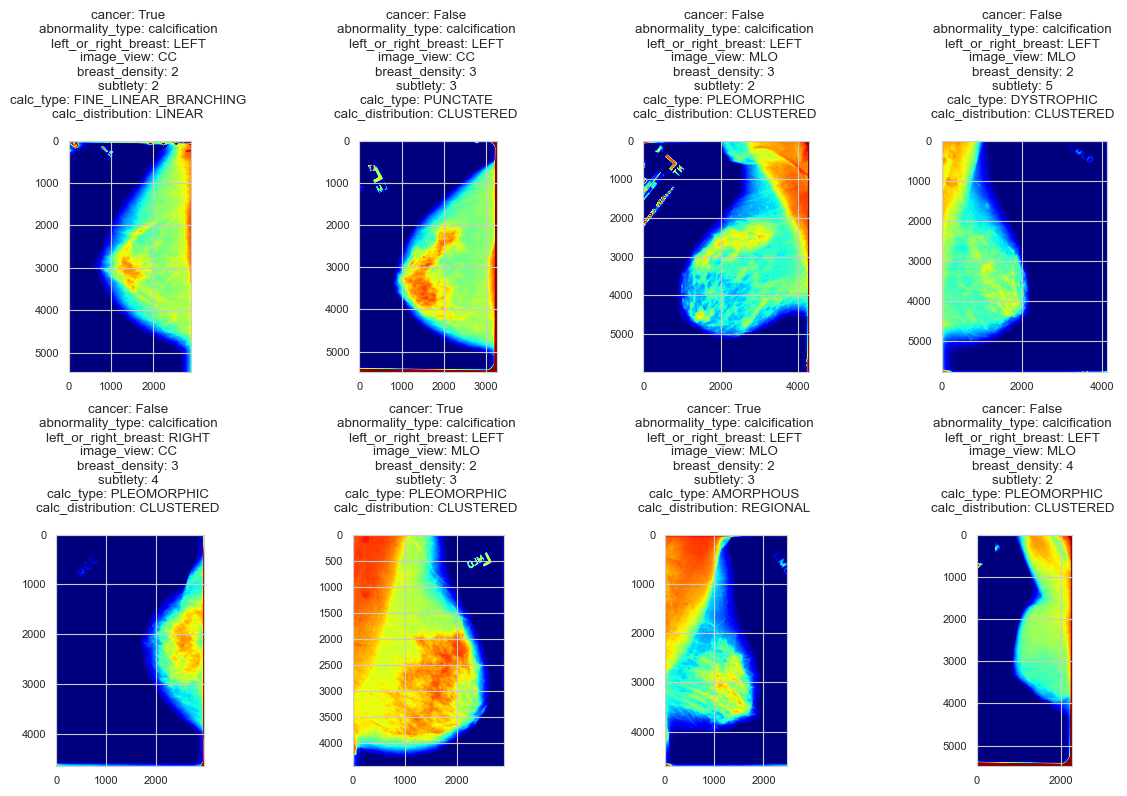 cancer: True
abnormality_type: calcification
left_or_right_breast: LEFT
image_view: CC
breast_density: 2
subtlety: 2
calc_type: FINE_LINEAR_BRANCHING
calc_distribution: LINEAR
0
1000
2000
3000
4000
5000
0 1000 2000
cancer: False
abnormality_type: calcification
left_or_right_breast: LEFT
image_view: CC
breast_density: 3
subtlety: 3
calc_type: PUNCTATE
calc_distribution: CLUSTERED
0
1000
2000
3000
4000
5000
0 1000 2000 3000
cancer: False
abnormality_type: calcification
left_or_right_breast: LEFT
image_view: MLO
breast_density: 3
subtlety: 2
calc_type: PLEOMORPHIC
calc_distribution: CLUSTERED
0
1000
2000
3000
4000
5000
0 2000 4000
cancer: False
abnormality_type: calcification
left_or_right_breast: LEFT
image_view: MLO
breast_density: 2
subtlety: 5
calc_type: DYSTROPHIC
calc_distribution: CLUSTERED
0
1000
2000
3000
4000
5000
0 2000 4000
cancer: False
abnormality_type: calcification
left_or_right_breast: RIGHT
image_view: CC
breast_density: 3
subtlety: 4
calc_type: PLEOMORPHIC
calc_distribution: CLUSTERED
RCC
0
1000
2000
3000
4000
0 2000
cancer: True
abnormality_type: calcification
left_or_right_breast: LEFT
image_view: MLO
breast_density: 2
subtlety: 3
calc_type: PLEOMORPHIC
calc_distribution: CLUSTERED
0
500
1000
1500
2000
2500
3000
3500
4000
0 1000 2000
cancer: True
abnormality_type: calcification
left_or_right_breast: LEFT
image_view: MLO
breast_density: 2
subtlety: 3
calc_type: AMORPHOUS
calc_distribution: REGIONAL
0
1000
2000
3000
4000
0 1000 2000
cancer: False
abnormality_type: calcification
left_or_right_breast: LEFT
image_view: MLO
breast_density: 4
subtlety: 2
calc_type: PLEOMORPHIC
calc_distribution: CLUSTERED
0
1000
2000
3000
4000
5000
0 2000